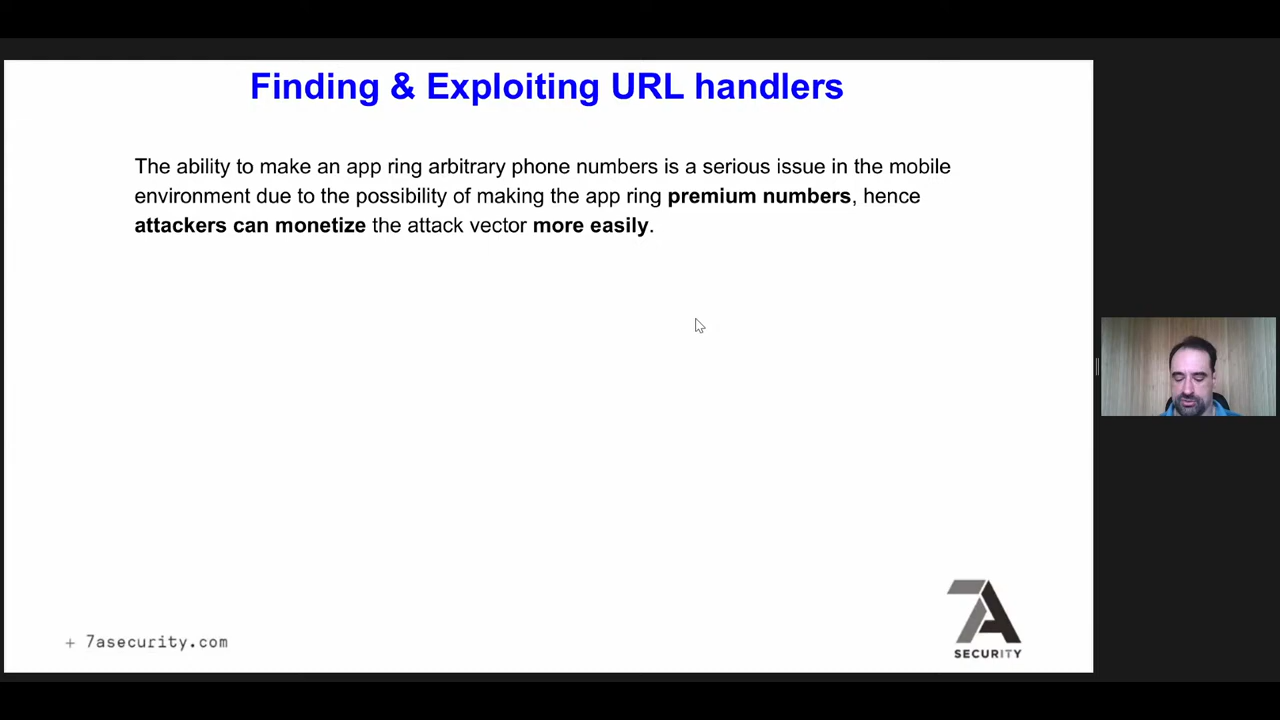 Finding & Exploiting URL handlers
The ability to make an app ring arbitrary phone numbers is a serious issue in the mobile
environment due to the possibility of making the app ring premium numbers, hence
attackers can monetize the attack vector more easily.
+ 7asecurity.com
7A
SECURITY